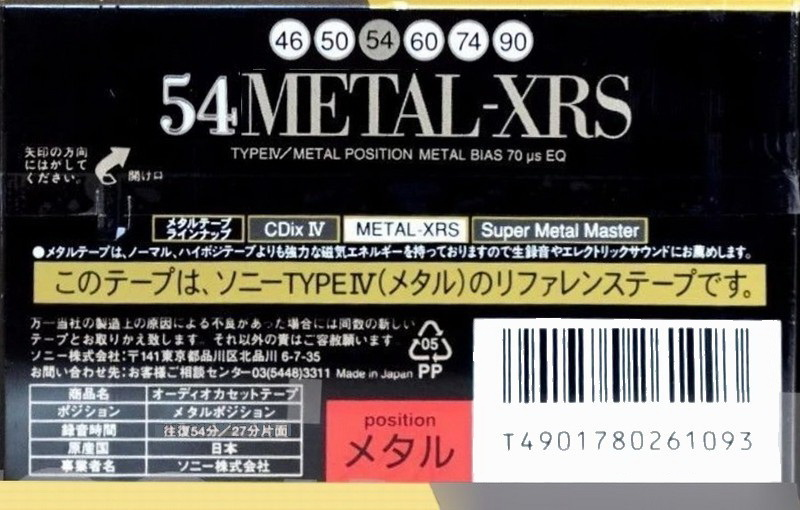 46 50 54 60 74 90
54 METAL-XRS
TYPEⅣ/METAL POSITION METAL BIAS 70 μs EQ
矢印の方向
にはがして
ください。
開け口
メタルテープ
ラインナップ
CDix Ⅳ
METAL-XRS
Super Metal Master
●メタルテープは、ノーマル、ハイポジテープよりも強力な磁気エネルギーを持っておりますので生録音やエレクトリックサウンドにお薦めします。
このテープは、ソニーTYPEⅣ(メタル)のリファレンステープです。
万一当社の製造上の原因による不良があった場合には同数の新しい
テープとお取りかえ致します。それ以外の責はご容赦願います。
ソニー株式会社:〒141東京都品川区北品川 6-7-35
お問い合わせ先:お客様ご相談センター03(5448)3311 Made in Japan
05
PP
商品名 オーディオカセットテープ
ポジション メタルポジション
録音時間 往復54分/27分片面
原産国 日本
事業者名 ソニー株式会社
position
メタル
T4901780261093